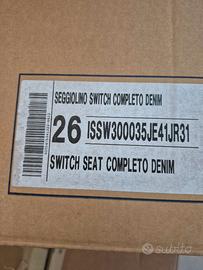 SEGGIOLINO SWITCH COMPLETO DENIM
26 ISSW300035JE41JR31
SWITCH SEAT COMPLETO DENIM
subito